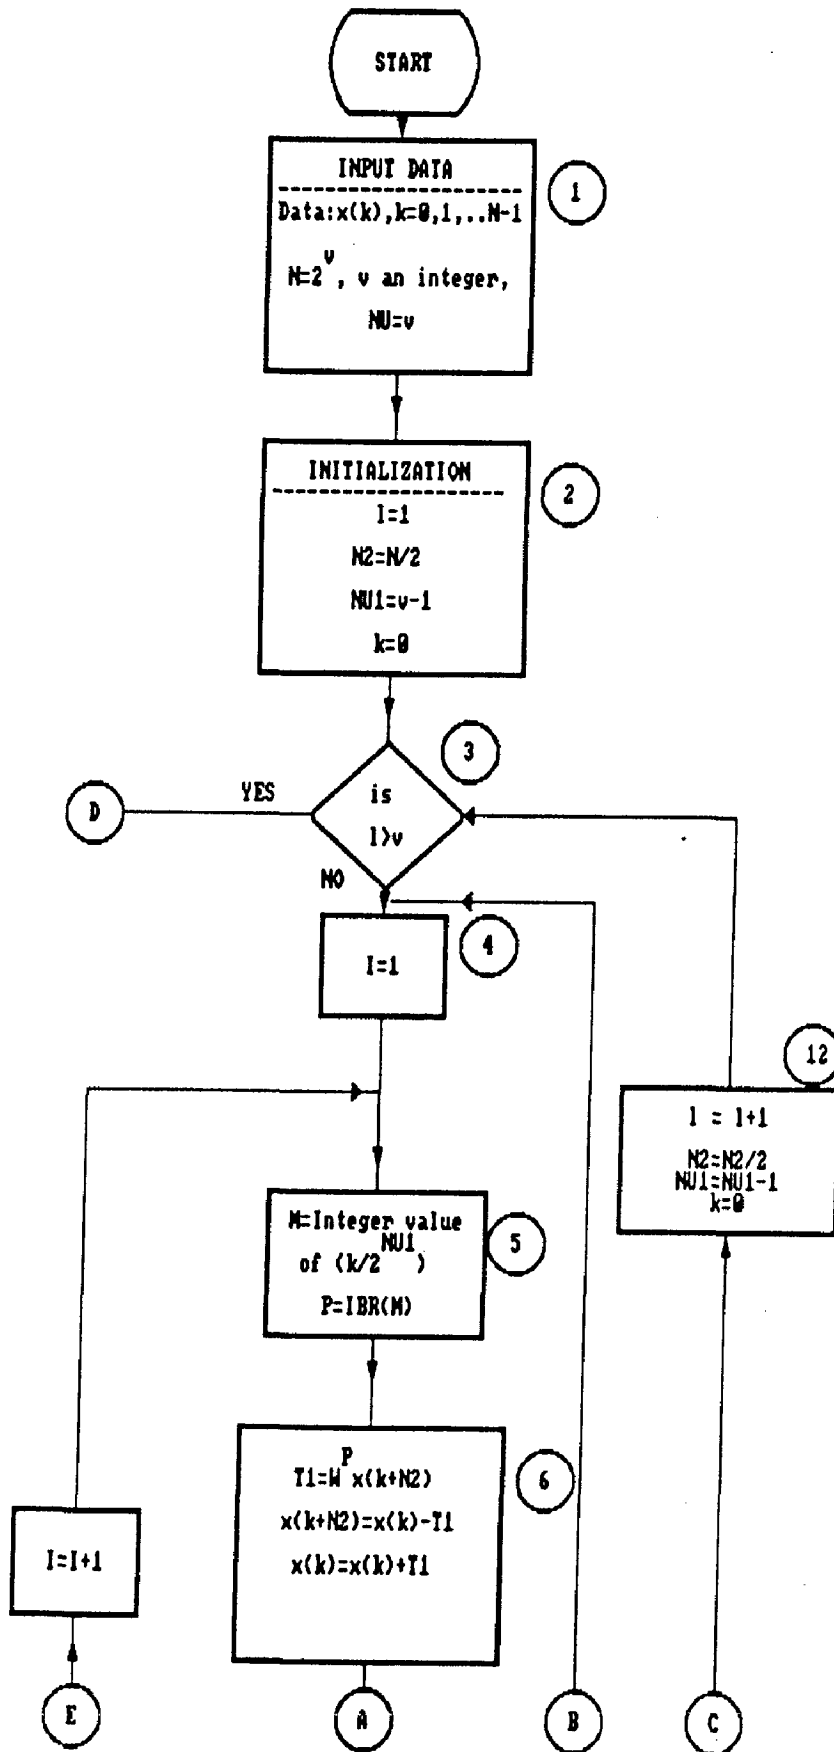 START
INPUT DATA
1
Data:x(k),k=0,1,..N-1
N=2^v, v an integer,
NU=v
INITIALIZATION
2
l=1
N2=N/2
NU1=v-1
k=0
3
is
l>v
YES
D
NO
I=1
4
12
l = l+1
N2=N2/2
NU1=NU1-1
k=0
M=Integer value
of (k/2^NU1)
P=IBR(M)
5
T1=W^P x(k+N2)
x(k+N2)=x(k)-T1
x(k)=x(k)+T1
6
I=I+1
E
A
B
C